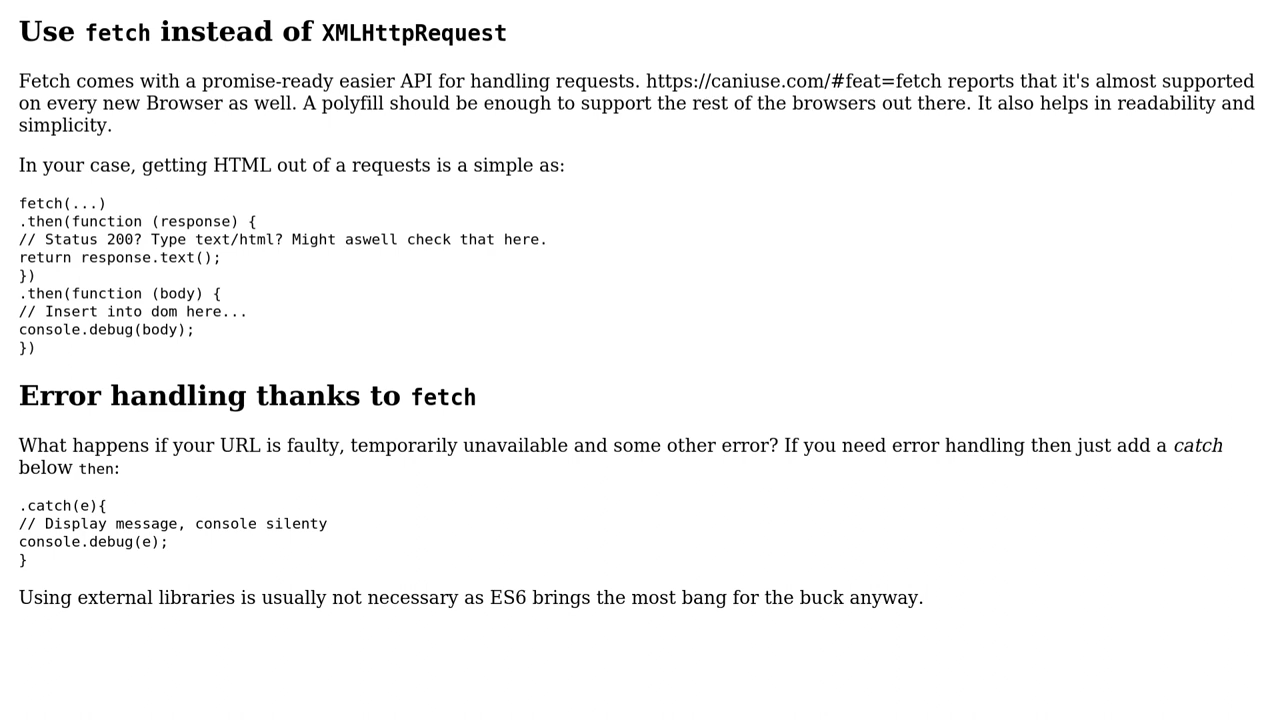 Use fetch instead of XMLHttpRequest
Fetch comes with a promise-ready easier API for handling requests. https://caniuse.com/#feat=fetch reports that it's almost supported
on every new Browser as well. A polyfill should be enough to support the rest of the browsers out there. It also helps in readability and
simplicity.
In your case, getting HTML out of a requests is a simple as:
fetch(...)
.then(function (response) {
// Status 200? Type text/html? Might aswell check that here.
return response.text();
})
.then(function (body) {
// Insert into dom here...
console.debug(body);
})
Error handling thanks to fetch
What happens if your URL is faulty, temporarily unavailable and some other error? If you need error handling then just add a catch
below then:
.catch(e){
// Display message, console silenty
console.debug(e);
}
Using external libraries is usually not necessary as ES6 brings the most bang for the buck anyway.